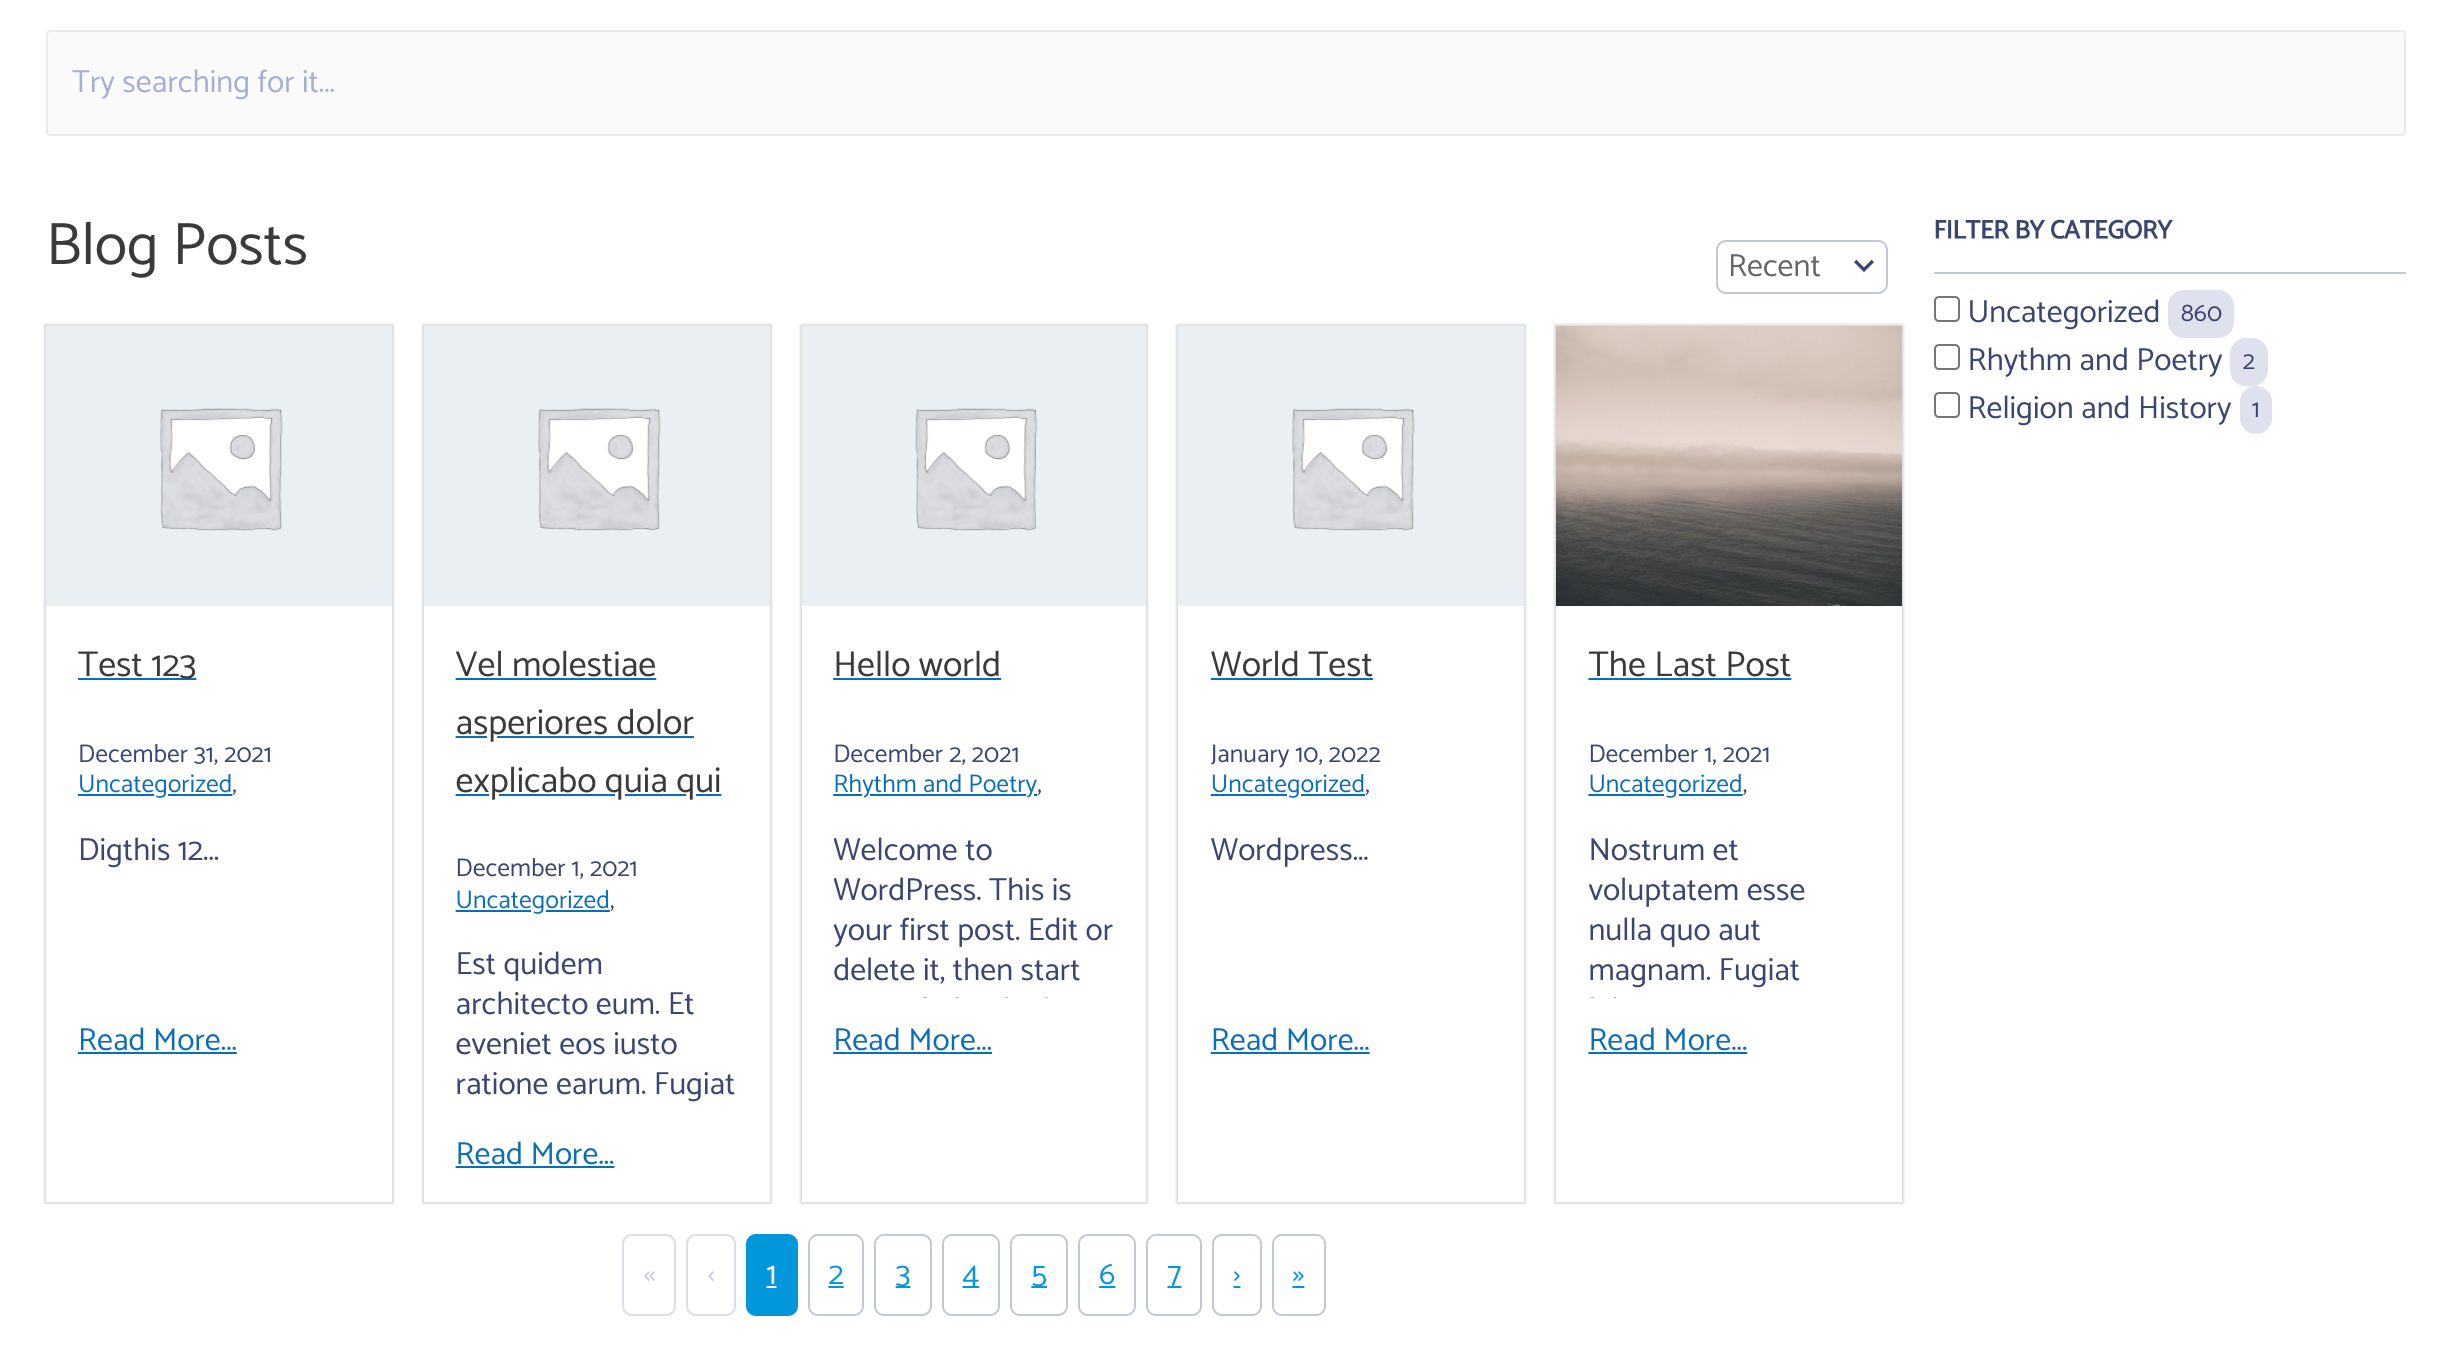 Try searching for it...
Blog Posts
Recent
Test 123
December 31, 2021
Uncategorized,
Digthis 12...
Read More...
Vel molestiae
asperiores dolor
explicabo quia qui
December 1, 2021
Uncategorized,
Est quidem
architecto eum. Et
eveniet eos iusto
ratione earum. Fugiat
Read More...
Hello world
December 2, 2021
Rhythm and Poetry,
Welcome to
WordPress. This is
your first post. Edit or
delete it, then start
Read More...
World Test
January 10, 2022
Uncategorized,
Wordpress...
Read More...
The Last Post
December 1, 2021
Uncategorized,
Nostrum et
voluptatem esse
nulla quo aut
magnam. Fugiat
Read More...
« ‹ 1 2 3 4 5 6 7 › »
FILTER BY CATEGORY
Uncategorized 860
Rhythm and Poetry 2
Religion and History 1